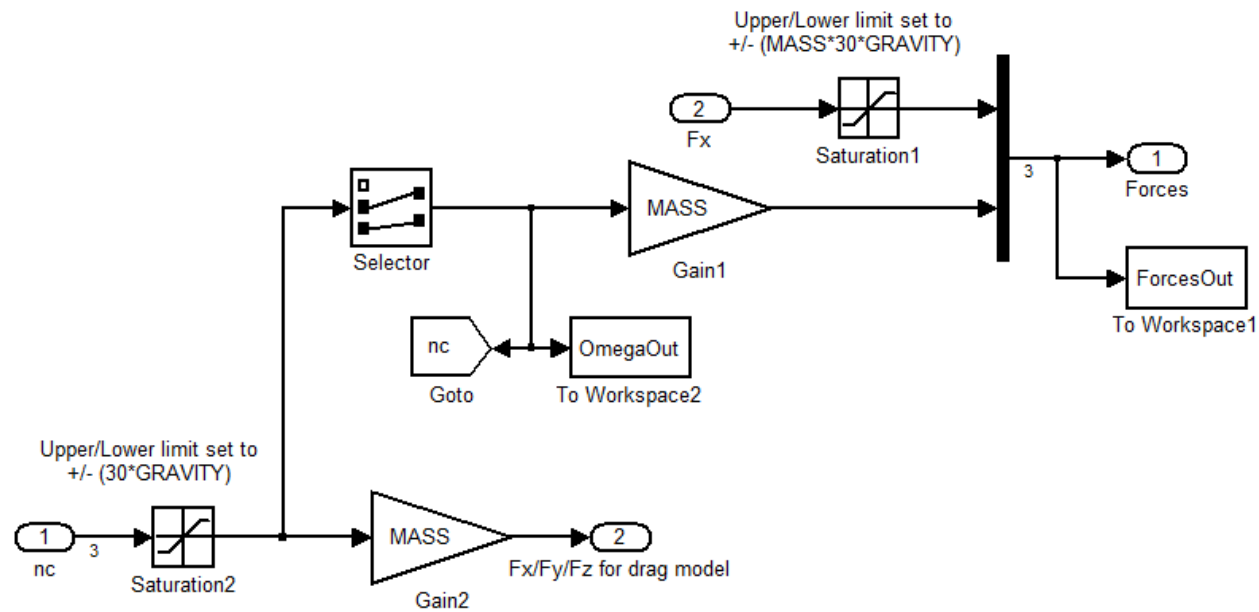 Upper/Lower limit set to
+/- (MASS*30*GRAVITY)
2
Fx
Saturation1
3
1
Forces
Selector
MASS
Gain1
ForcesOut
To Workspace1
nc
Goto
OmegaOut
To Workspace2
Upper/Lower limit set to
+/- (30*GRAVITY)
1
nc
3
Saturation2
MASS
Gain2
2
Fx/Fy/Fz for drag model